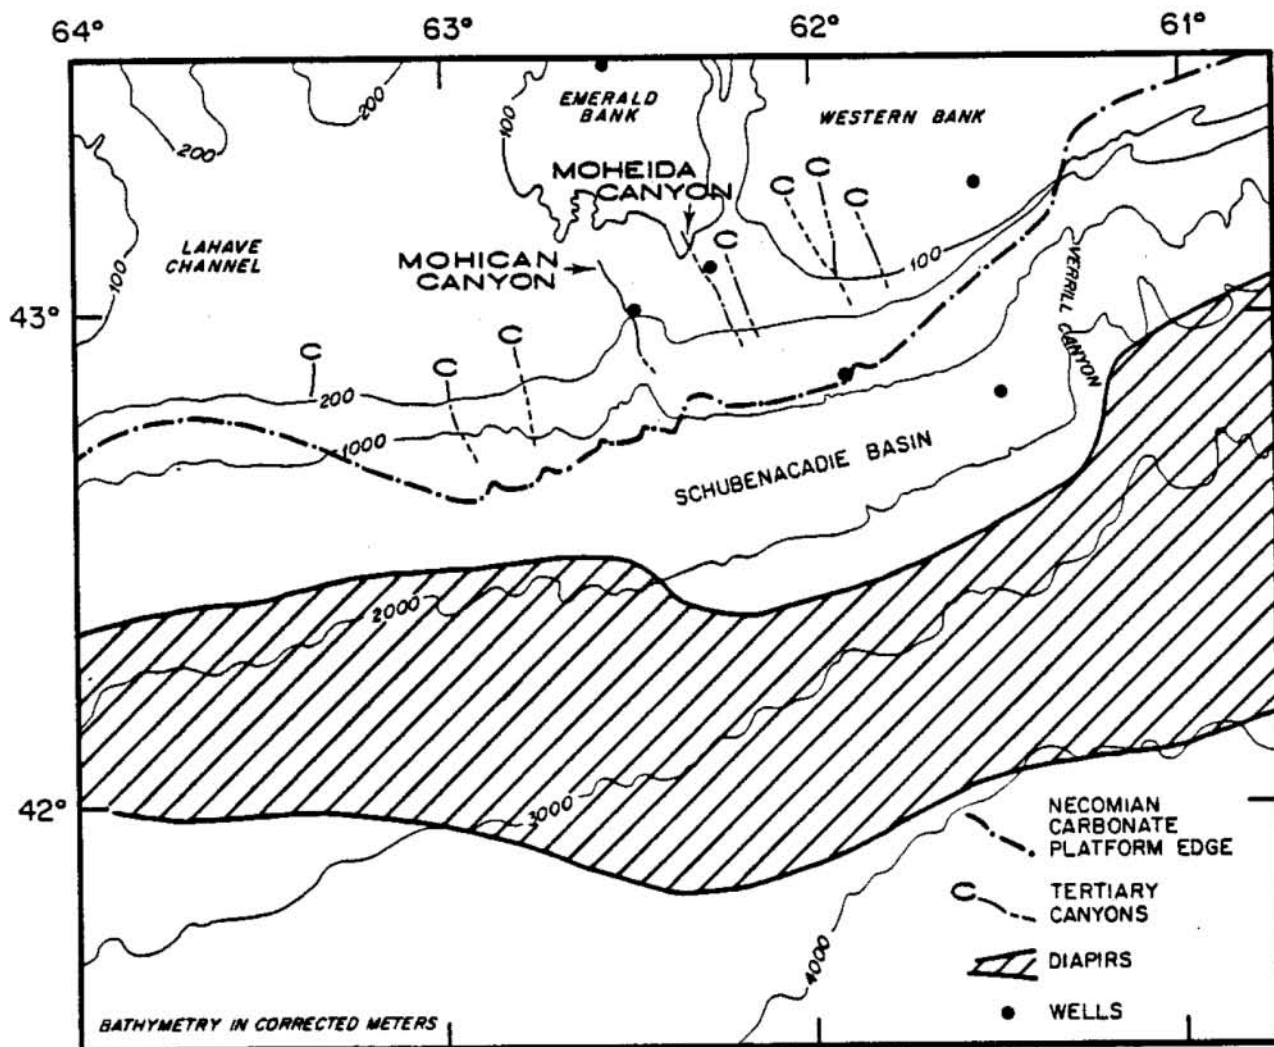 64° 63° 62° 61°
EMERALD
BANK
WESTERN BANK
100
200
200
200
MOHEIDA
CANYON
C C C
LAHAVE
CHANNEL
MOHICAN
CANYON
C
100
100
VERRILL CANYON
43°
C C C
200
1000
SCHUBENACADIE BASIN
2000
42°
3000
4000
NECOMIAN
CARBONATE
PLATFORM EDGE
C TERTIARY
CANYONS
DIAPIRS
WELLS
BATHYMETRY IN CORRECTED METERS